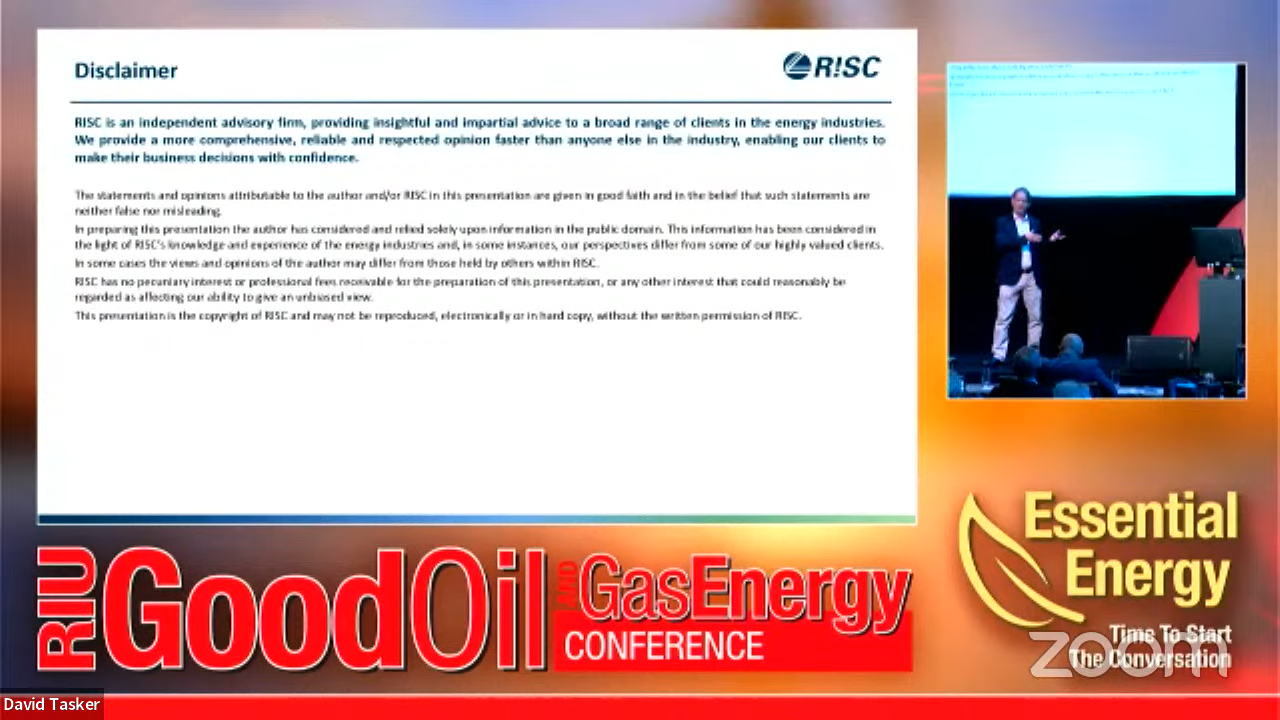 Disclaimer
R!SC
RISC is an independent advisory firm, providing insightful and impartial advice to a broad range of clients in the energy industries.
We provide a more comprehensive, reliable and respected opinion faster than anyone else in the industry, enabling our clients to
make their business decisions with confidence.
The statements and opinions attributable to the author and/or RISC in this presentation are given in good faith and in the belief that such statements are
neither false nor misleading.
In preparing this presentation the author has considered and relied solely upon information in the public domain. This information has been considered in
the light of RISC's knowledge and experience of the energy industries and, in some instances, our perspectives differ from some of our highly valued clients.
In some cases the views and opinions of the author may differ from those held by others within RISC.
RISC has no pecuniary interest or professional fees receivable for the preparation of this presentation, or any other interest that could reasonably be
regarded as affecting our ability to give an unbiased view.
This presentation is the copyright of RISC and may not be reproduced, electronically or in hard copy, without the written permission of RISC.
RIU
GoodOil
AND
GasEnergy
CONFERENCE
Essential
Energy
Time To Start
The Conversation
zoom
David Tasker